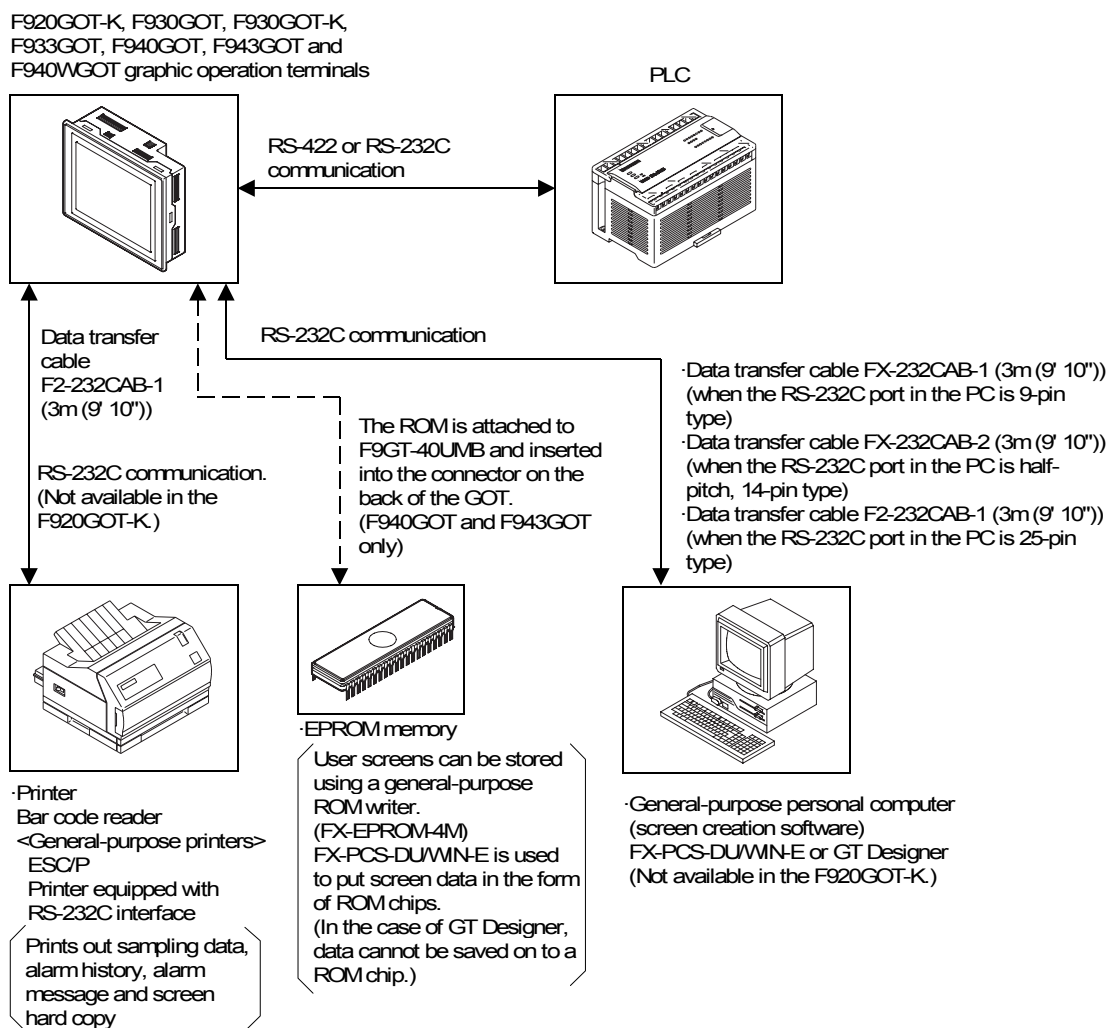 F920GOT-K, F930GOT, F930GOT-K,
F933GOT, F940GOT, F943GOT and
F940WGOT graphic operation terminals
PLC
RS-422 or RS-232C
communication
Data transfer
cable
F2-232CAB-1
(3m (9' 10"))
RS-232C communication.
(Not available in the
F920GOT-K.)
RS-232C communication
The ROM is attached to
F9GT-40UMB and inserted
into the connector on the
back of the GOT.
(F940GOT and F943GOT
only)
·Data transfer cable FX-232CAB-1 (3m (9' 10"))
(when the RS-232C port in the PC is 9-pin
type)
·Data transfer cable FX-232CAB-2 (3m (9' 10"))
(when the RS-232C port in the PC is half-
pitch, 14-pin type)
·Data transfer cable F2-232CAB-1 (3m (9' 10"))
(when the RS-232C port in the PC is 25-pin
type)
·Printer
Bar code reader
<General-purpose printers>
ESC/P
Printer equipped with
RS-232C interface
Prints out sampling data,
alarm history, alarm
message and screen
hard copy
·EPROM memory
User screens can be stored
using a general-purpose
ROM writer.
(FX-EPROM-4M)
FX-PCS-DU/WIN-E is used
to put screen data in the form
of ROM chips.
(In the case of GT Designer,
data cannot be saved on to a
ROM chip.)
·General-purpose personal computer
(screen creation software)
FX-PCS-DU/WIN-E or GT Designer
(Not available in the F920GOT-K.)